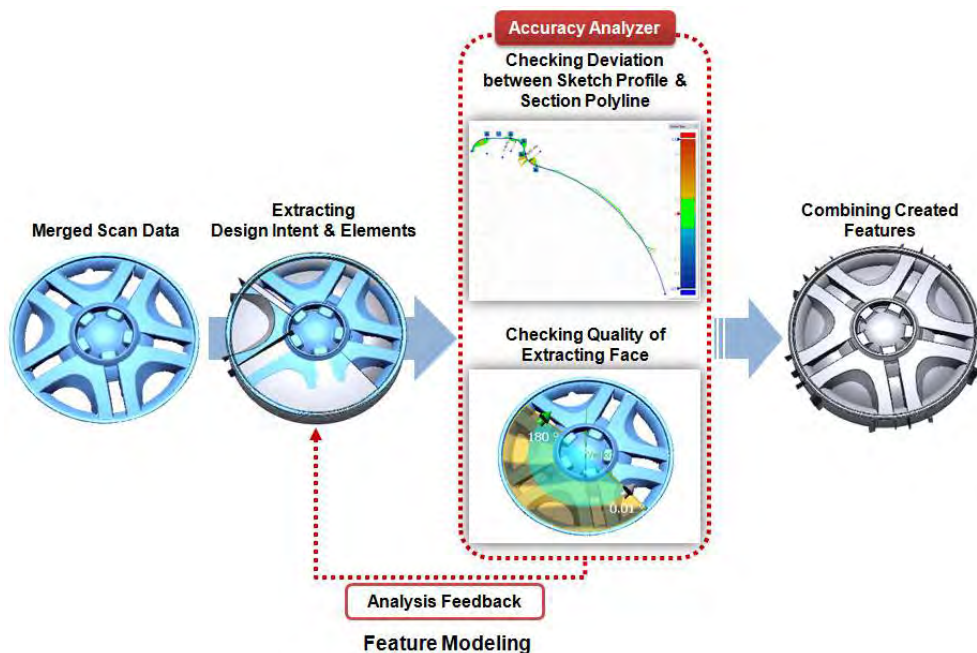 Accuracy Analyzer
Checking Deviation
between Sketch Profile &
Section Polyline
Merged Scan Data
Extracting
Design Intent & Elements
Combining Created
Features
Checking Quality of
Extracting Face
180 °
0.01 °
Analysis Feedback
Feature Modeling